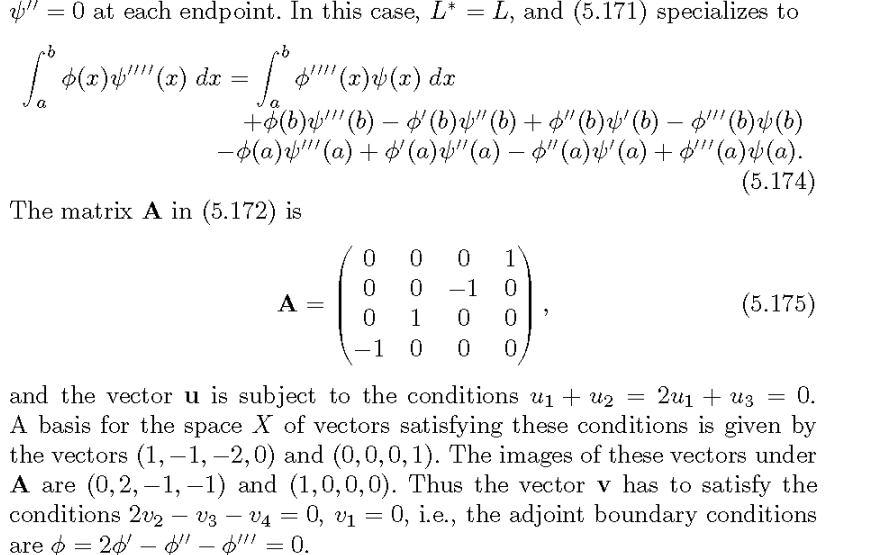 ψ′′ = 0 at each endpoint. In this case, L* = L, and (5.171) specializes to
∫_a^b φ(x)ψ′′′′(x) dx = ∫_a^b φ′′′′(x)ψ(x) dx
+φ(b)ψ′′′(b) − φ′(b)ψ′′(b) + φ′′(b)ψ′(b) − φ′′′(b)ψ(b)
−φ(a)ψ′′′(a) + φ′(a)ψ′′(a) − φ′′(a)ψ′(a) + φ′′′(a)ψ(a).
(5.174)
The matrix A in (5.172) is
A = ( 0 0 0 1
0 0 −1 0
0 1 0 0
−1 0 0 0 ), (5.175)
and the vector u is subject to the conditions u₁ + u₂ = 2u₁ + u₃ = 0.
A basis for the space X of vectors satisfying these conditions is given by
the vectors (1, −1, −2, 0) and (0, 0, 0, 1). The images of these vectors under
A are (0, 2, −1, −1) and (1, 0, 0, 0). Thus the vector v has to satisfy the
conditions 2v₂ − v₃ − v₄ = 0, v₁ = 0, i.e., the adjoint boundary conditions
are φ = 2φ′ − φ′′ − φ′′′ = 0.